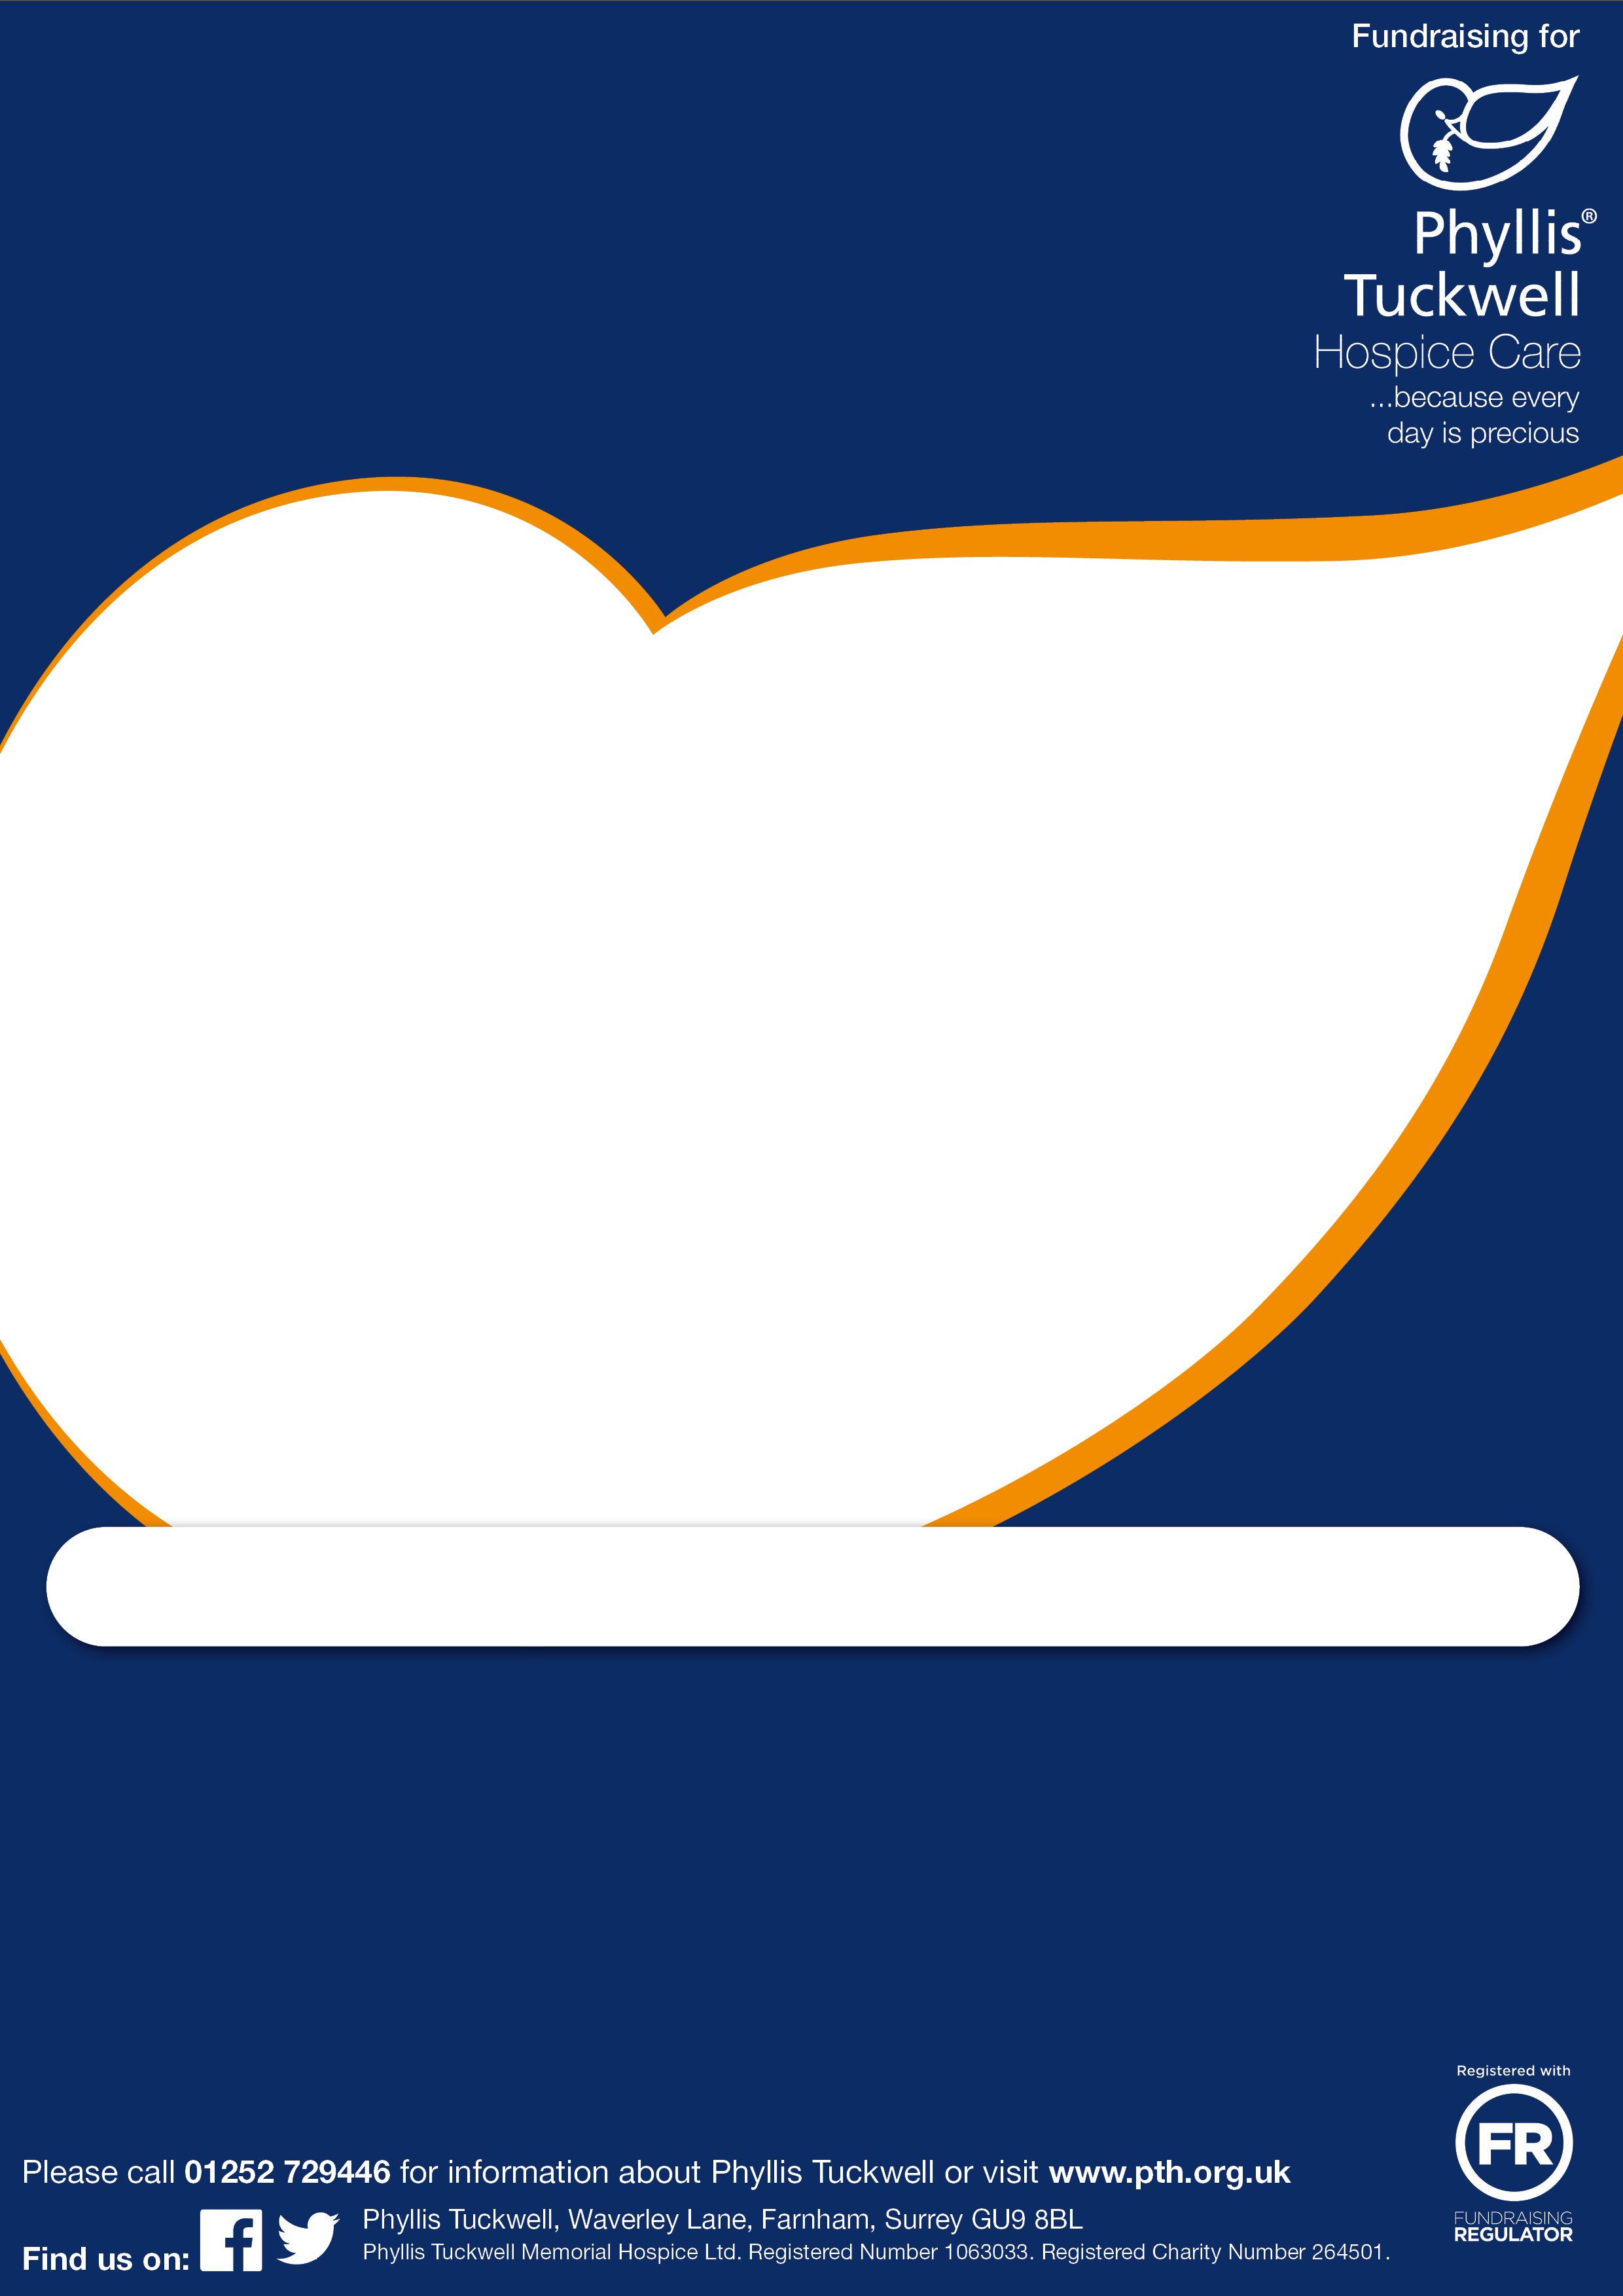 Fundraising for
Phyllis®
Tuckwell
Hospice Care
...because every
day is precious
Registered with
FR
FUNDRAISING
REGULATOR
Please call 01252 729446 for information about Phyllis Tuckwell or visit www.pth.org.uk
Phyllis Tuckwell, Waverley Lane, Farnham, Surrey GU9 8BL
Find us on:
Phyllis Tuckwell Memorial Hospice Ltd. Registered Number 1063033. Registered Charity Number 264501.